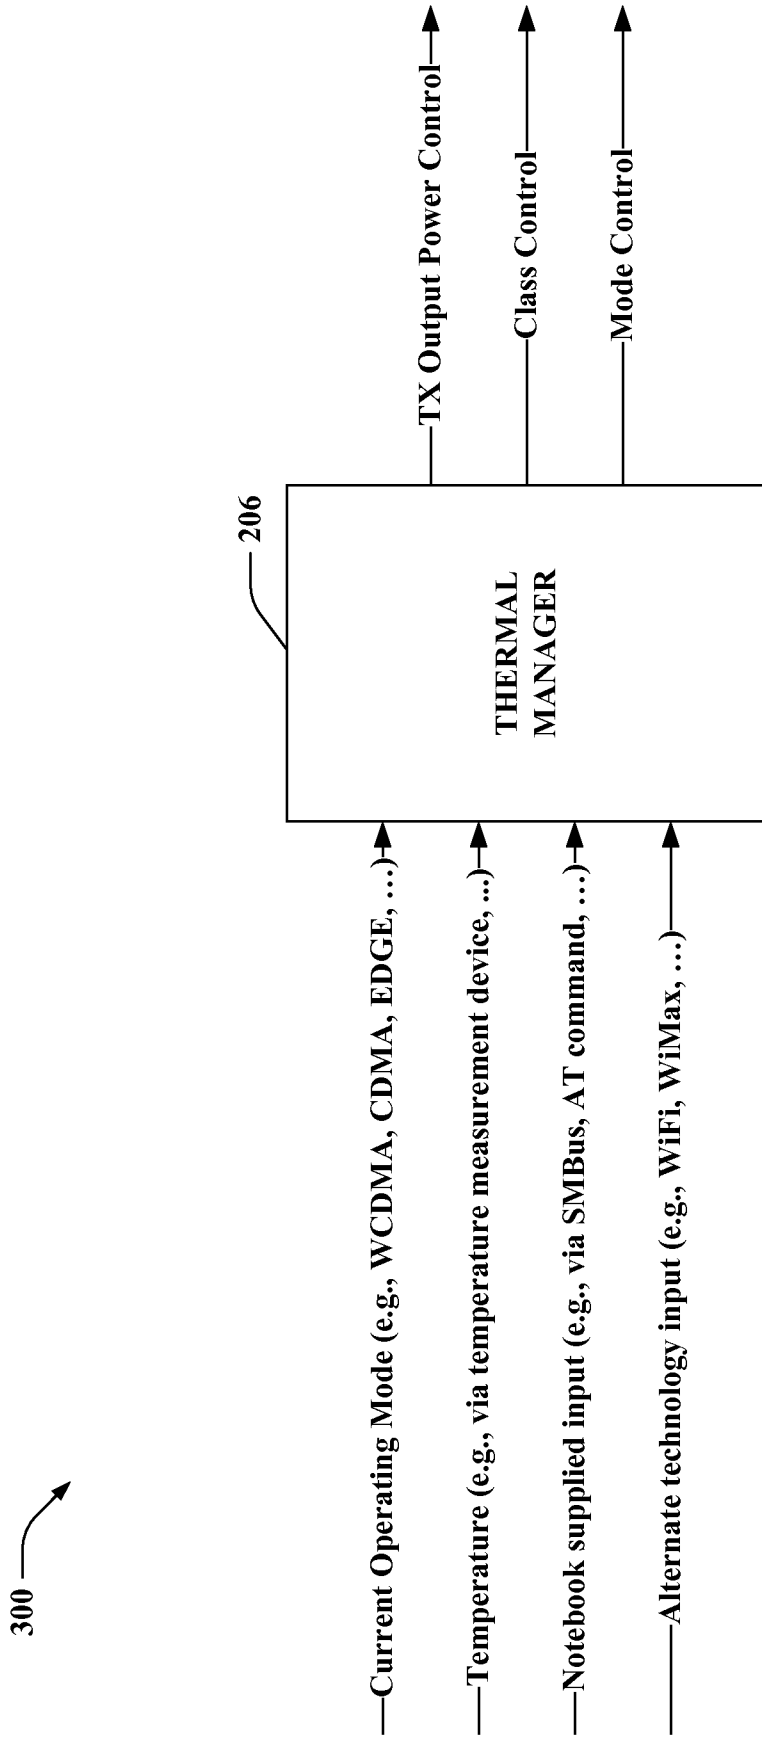 300
206
Current Operating Mode (e.g., WCDMA, CDMA, EDGE, …)
Temperature (e.g., via temperature measurement device, ...)
Notebook supplied input (e.g., via SMBus, AT command, …)
Alternate technology input (e.g., WiFi, WiMax, …)
THERMAL
MANAGER
TX Output Power Control
Class Control
Mode Control